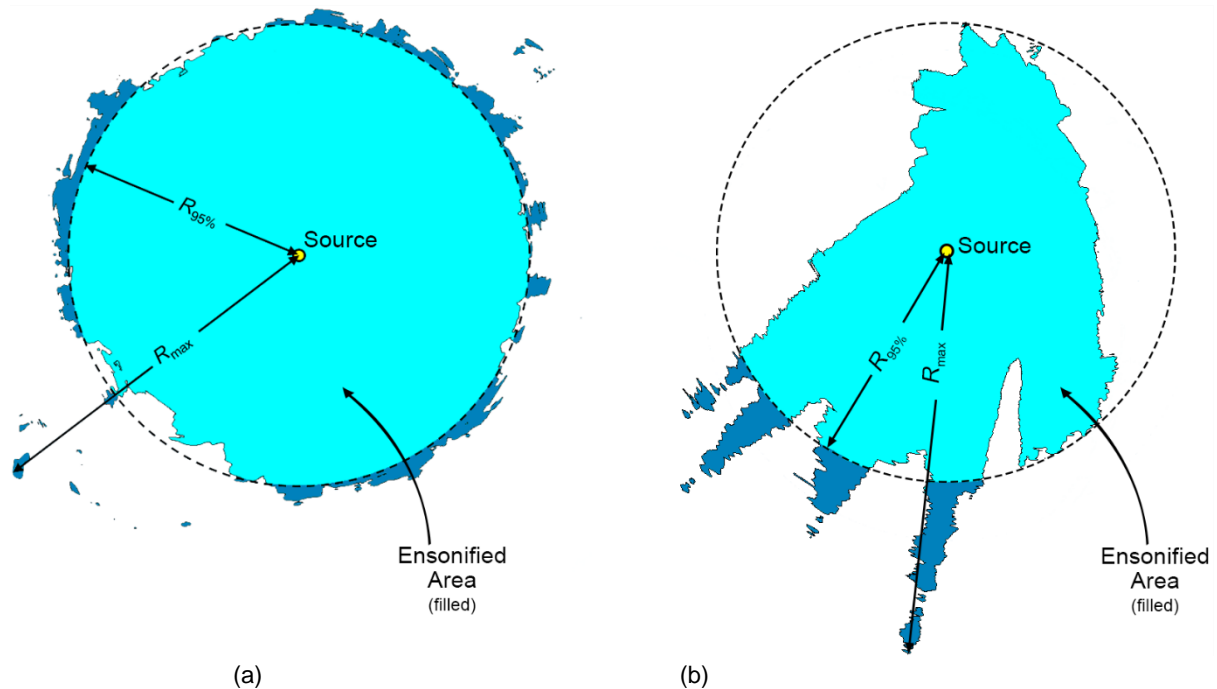 R95%
Source
Rmax
Ensonified
Area
(filled)
(a)
Source
R95%
Rmax
Ensonified
Area
(filled)
(b)